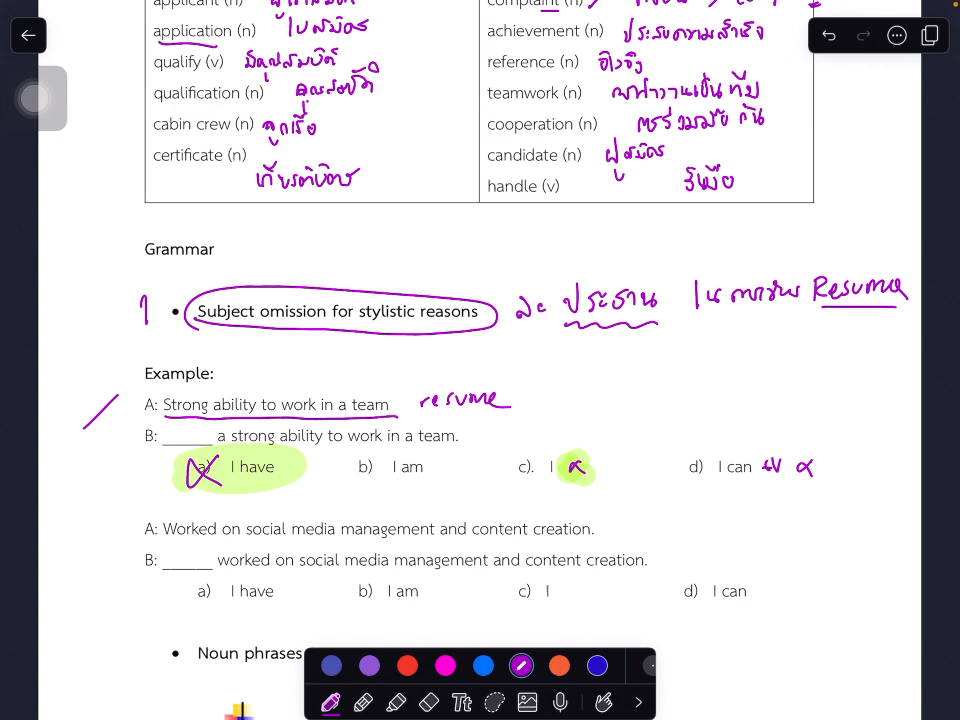 applicant (n) complaint (n)
application (n) ใบสมัคร achievement (n) ประสบความสำเร็จ
qualify (v) มีคุณสมบัติ reference (n) อ้างอิง
qualification (n) คุณสมบัติ teamwork (n) การทำงานเป็นทีม
cabin crew (n) ลูกเรือ cooperation (n) การร่วมมือกัน
certificate (n) candidate (n) ผู้สมัคร
เกียรติบัตร handle (v) รับมือ
Grammar
1 • Subject omission for stylistic reasons ละ ประธาน ในการเขียน Resume
Example:
A: Strong ability to work in a team resume
B: ______ a strong ability to work in a team.
a) I have b) I am c). I d) I can
A: Worked on social media management and content creation.
B: ______ worked on social media management and content creation.
a) I have b) I am c) I d) I can
• Noun phrases
Tt